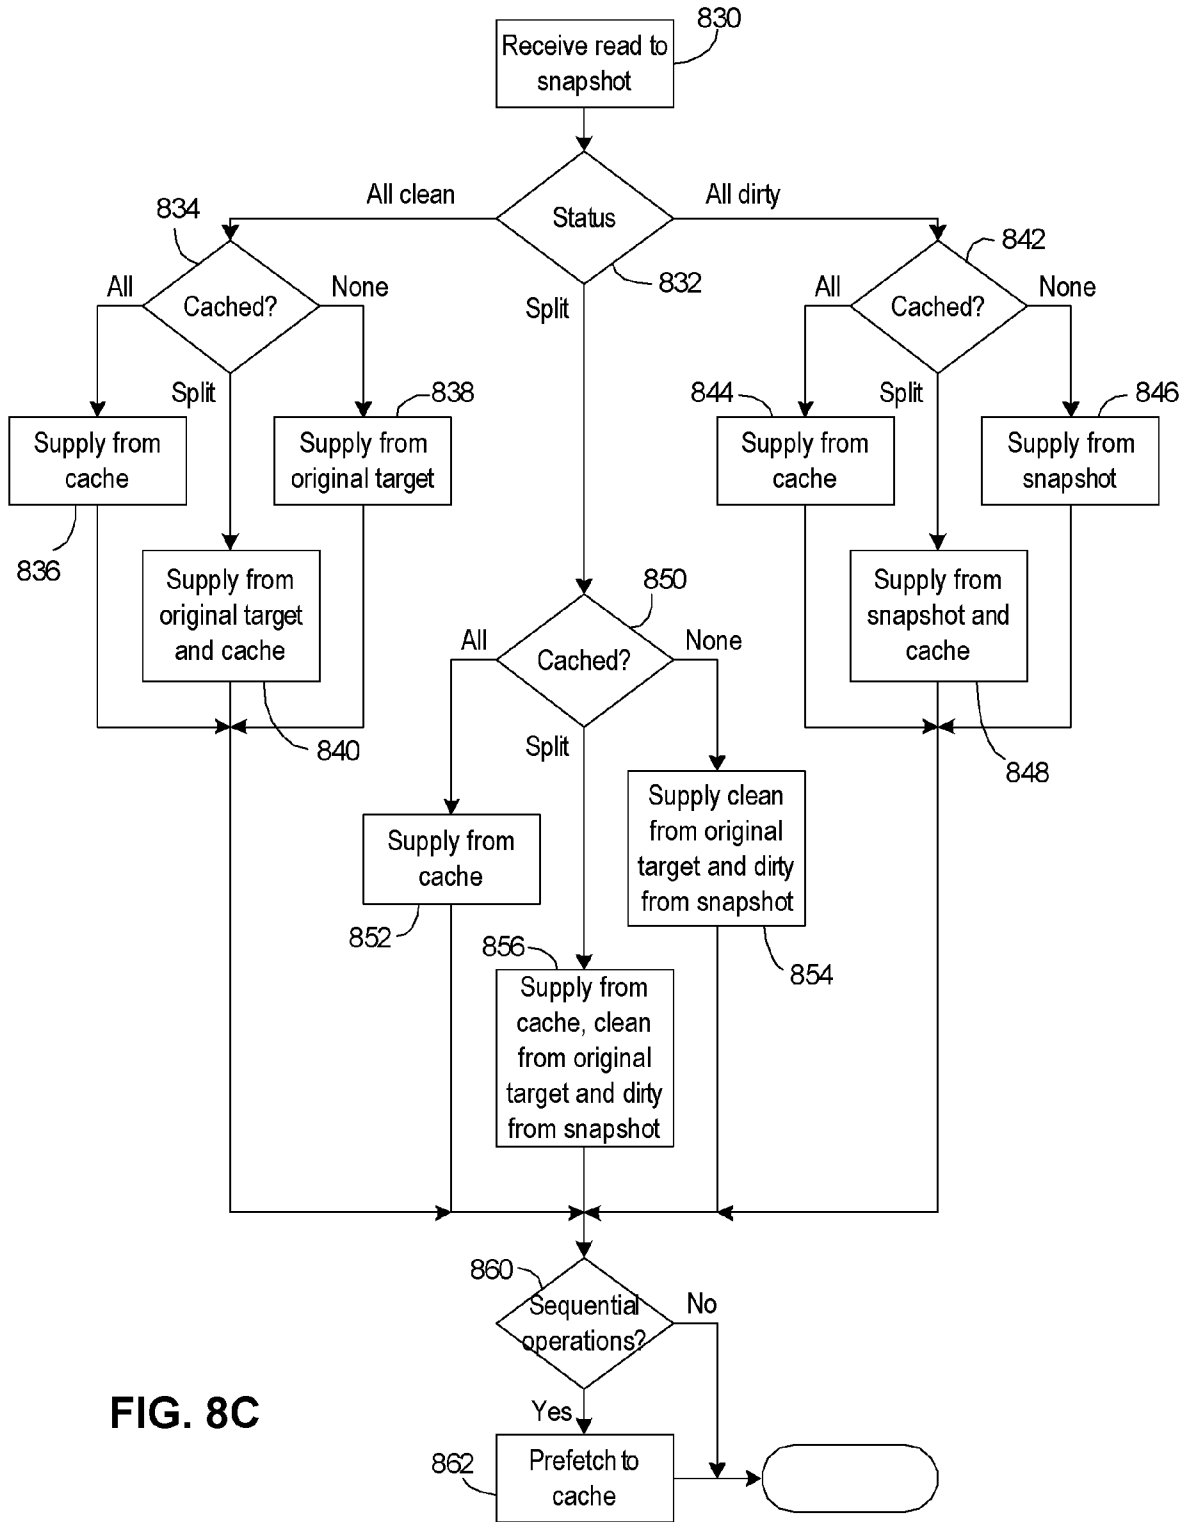 830
Receive read to
snapshot
All clean
All dirty
834
Status
842
832
All
None
Cached?
Split
All
None
Cached?
Split
838
Split
844
846
Supply from
cache
Supply from
original target
Supply from
cache
Supply from
snapshot
836
Supply from
original target
and cache
850
Supply from
snapshot and
cache
All
None
Cached?
840
Split
848
Supply clean
from original
target and dirty
from snapshot
Supply from
cache
852
856
854
Supply from
cache, clean
from original
target and dirty
from snapshot
860
Sequential
operations?
No
FIG. 8C
Yes
862
Prefetch to
cache